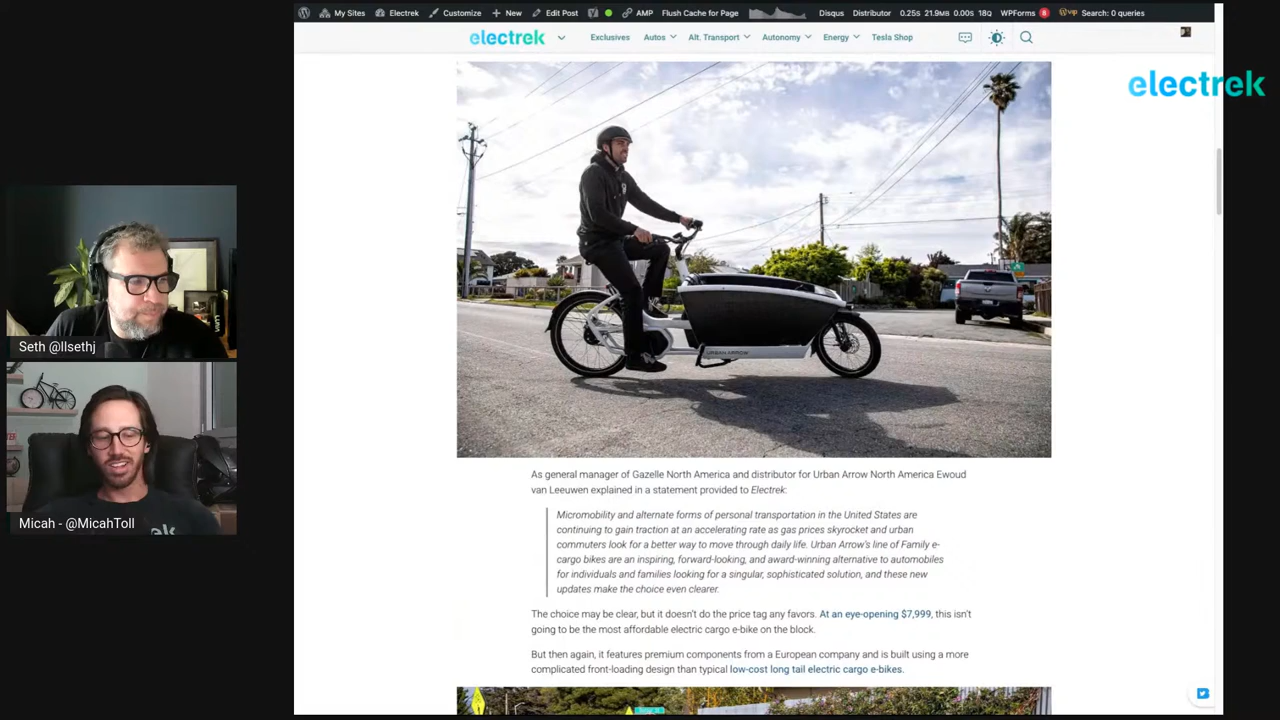 My Sites Electrek Customize New Edit Post AMP Flush Cache for Page Disqus Distributor 0.25s 21.9MB 0.00s 18Q WPForms 8 Search: 0 queries
electrek Exclusives Autos Alt. Transport Autonomy Energy Tesla Shop
electrek
URBAN ARROW
Seth @llsethj
Micah - @MicahToll
As general manager of Gazelle North America and distributor for Urban Arrow North America Ewoud
van Leeuwen explained in a statement provided to Electrek:
Micromobility and alternate forms of personal transportation in the United States are
continuing to gain traction at an accelerating rate as gas prices skyrocket and urban
commuters look for a better way to move through daily life. Urban Arrow's line of Family e-
cargo bikes are an inspiring, forward-looking, and award-winning alternative to automobiles
for individuals and families looking for a singular, sophisticated solution, and these new
updates make the choice even clearer.
The choice may be clear, but it doesn't do the price tag any favors. At an eye-opening $7,999, this isn't
going to be the most affordable electric cargo e-bike on the block.
But then again, it features premium components from a European company and is built using a more
complicated front-loading design than typical low-cost long tail electric cargo e-bikes.